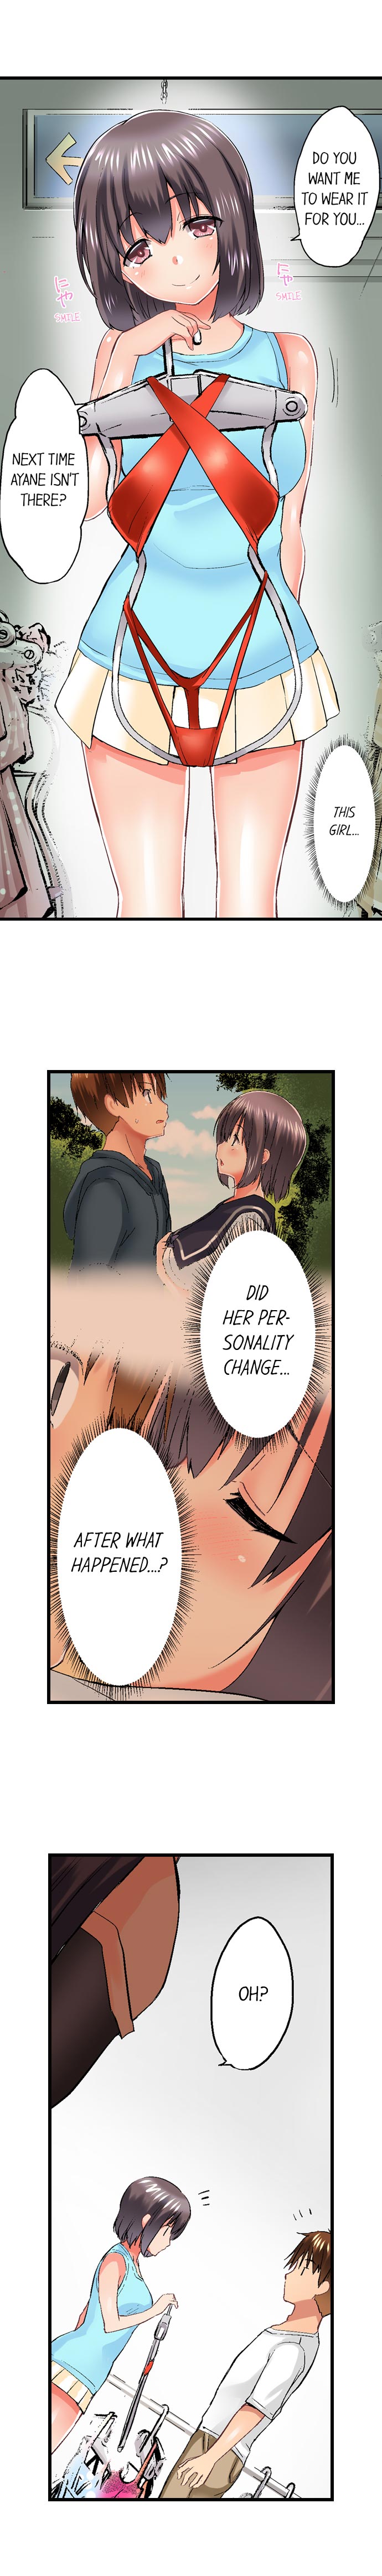 DO YOU
WANT ME
TO WEAR IT
FOR YOU...
にや
SMILE
にや
SMILE
NEXT TIME
AYANE ISN'T
THERE?
THIS
GIRL...
DID
HER PER-
SONALITY
CHANGE...
AFTER WHAT
HAPPENED...?
OH?